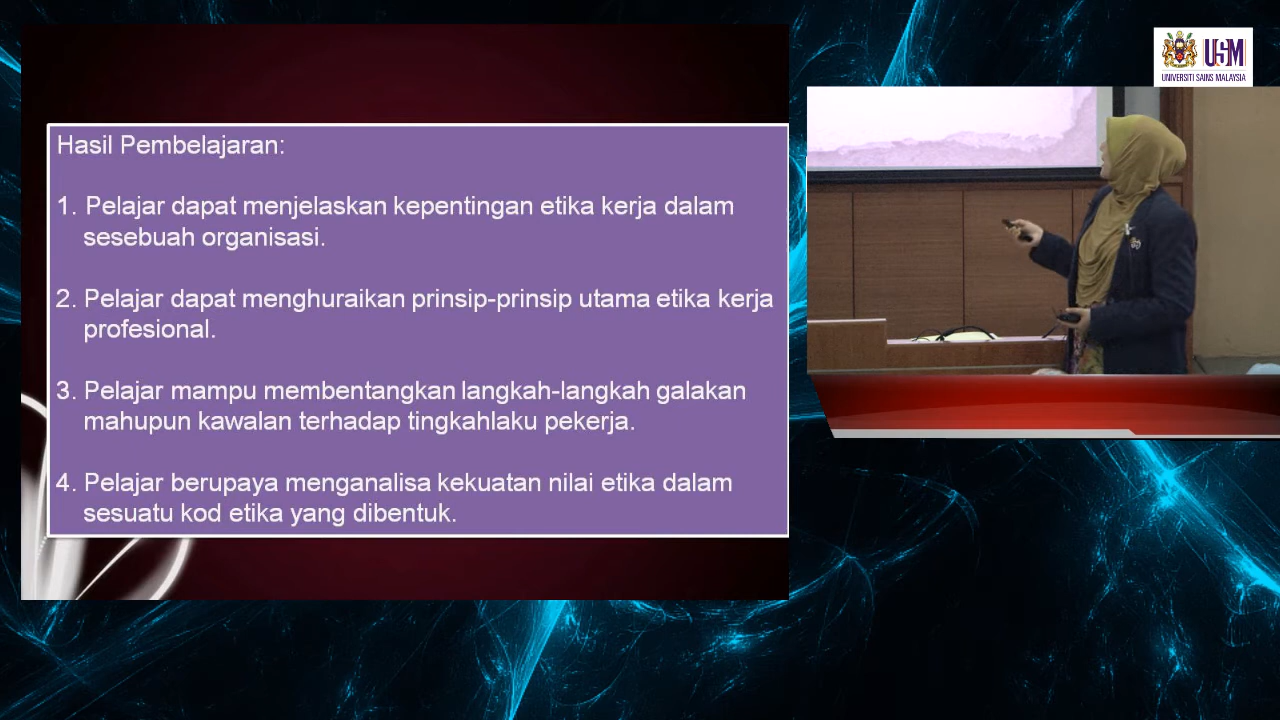 Hasil Pembelajaran:
1. Pelajar dapat menjelaskan kepentingan etika kerja dalam
sesebuah organisasi.
2. Pelajar dapat menghuraikan prinsip-prinsip utama etika kerja
profesional.
3. Pelajar mampu membentangkan langkah-langkah galakan
mahupun kawalan terhadap tingkahlaku pekerja.
4. Pelajar berupaya menganalisa kekuatan nilai etika dalam
sesuatu kod etika yang dibentuk.
USM
UNIVERSITI SAINS MALAYSIA